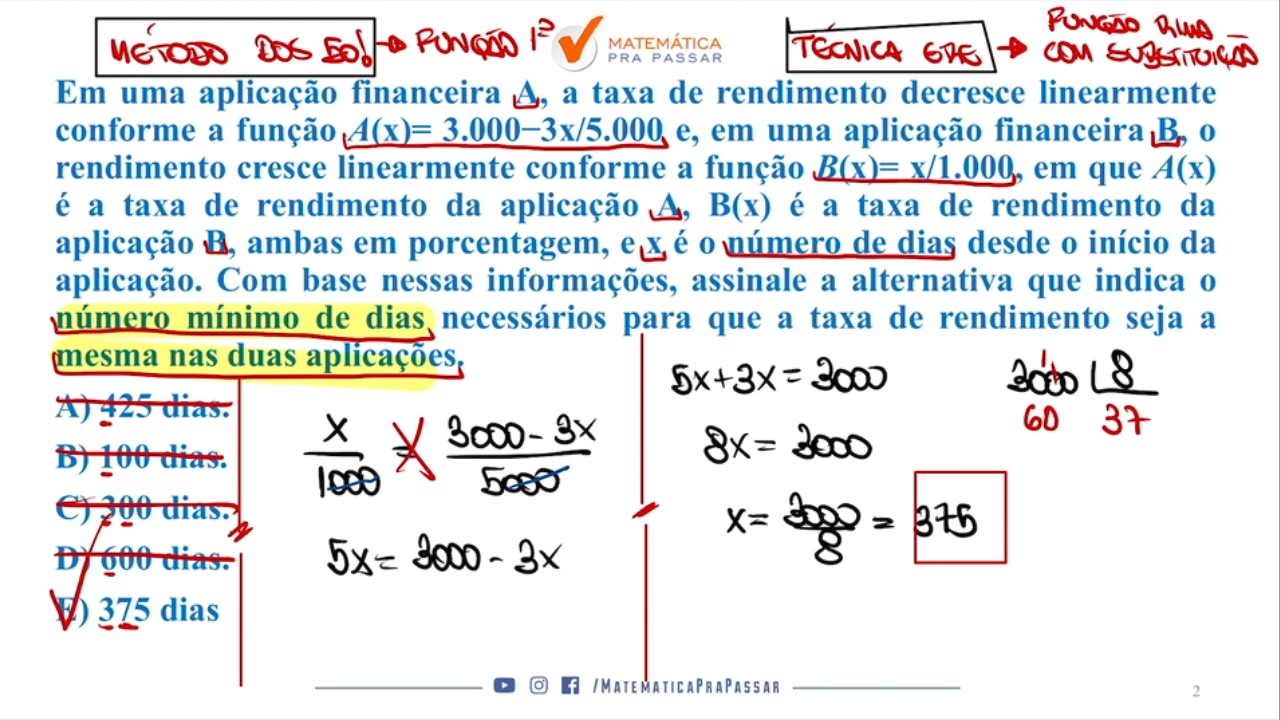 MÉTODO DOS 50! → FUNÇÃO 1º
MATEMÁTICA
PRA PASSAR
TÉCNICA → FUNÇÃO
COM SUBSTITUIÇÃO
Em uma aplicação financeira A, a taxa de rendimento decresce linearmente
conforme a função A(x)= 3.000−3x/5.000 e, em uma aplicação financeira B, o
rendimento cresce linearmente conforme a função B(x)= x/1.000, em que A(x)
é a taxa de rendimento da aplicação A, B(x) é a taxa de rendimento da
aplicação B, ambas em porcentagem, e x é o número de dias desde o início da
aplicação. Com base nessas informações, assinale a alternativa que indica o
número mínimo de dias necessários para que a taxa de rendimento seja a
mesma nas duas aplicações.
A) 425 dias.
B) 100 dias.
C) 300 dias.
D) 600 dias.
E) 375 dias
x/1000 = 3000 - 3x/5000
5x = 3000 - 3x
5x+3x = 3000
8x = 3000
x = 3000/8 = 375
3000 8
60 37
/MATEMATICAPRAPASSAR
2